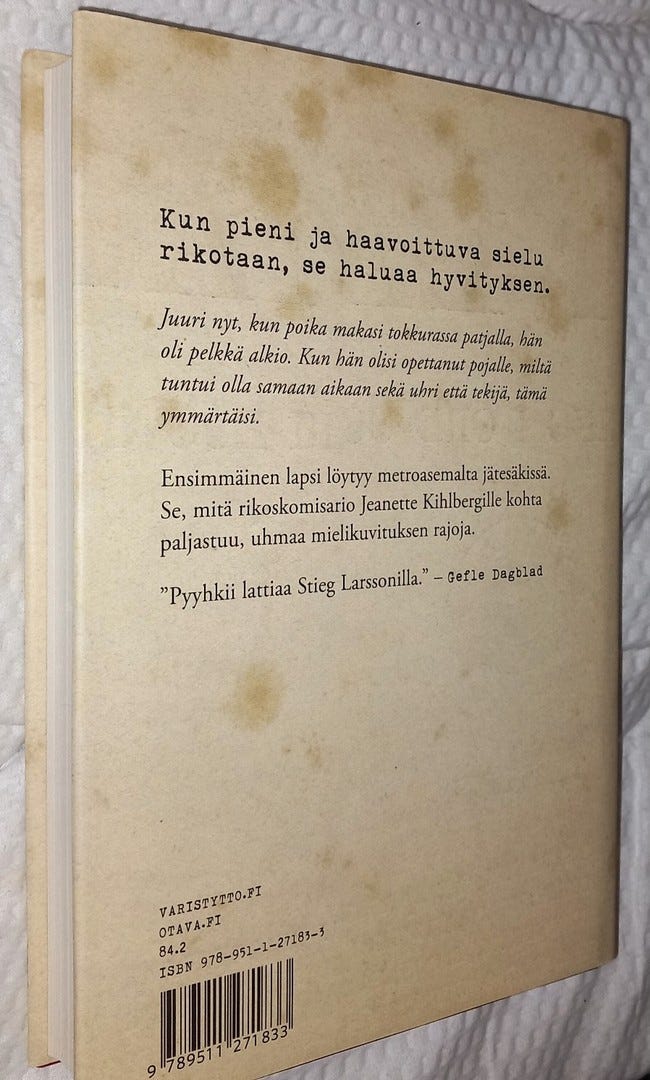 Kun pieni ja haavoittuva sielu
rikotaan, se haluaa hyvityksen.
Juuri nyt, kun poika makasi tokkurassa patjalla, hän
oli pelkkä alkio. Kun hän olisi opettanut pojalle, miltä
tuntui olla samaan aikaan sekä uhri että tekijä, tämä
ymmärtäisi.
Ensimmäinen lapsi löytyy metroasemalta jätesäkissä.
Se, mitä rikoskomisario Jeanette Kihlbergille kohta
paljastuu, uhmaa mielikuvituksen rajoja.
”Pyyhkii lattiaa Stieg Larssonilla.” – Gefle Dagblad
VARISTYTTO.FI
OTAVA.FI
84.2
ISBN 978-951-1-27183-3
9 789511 271833